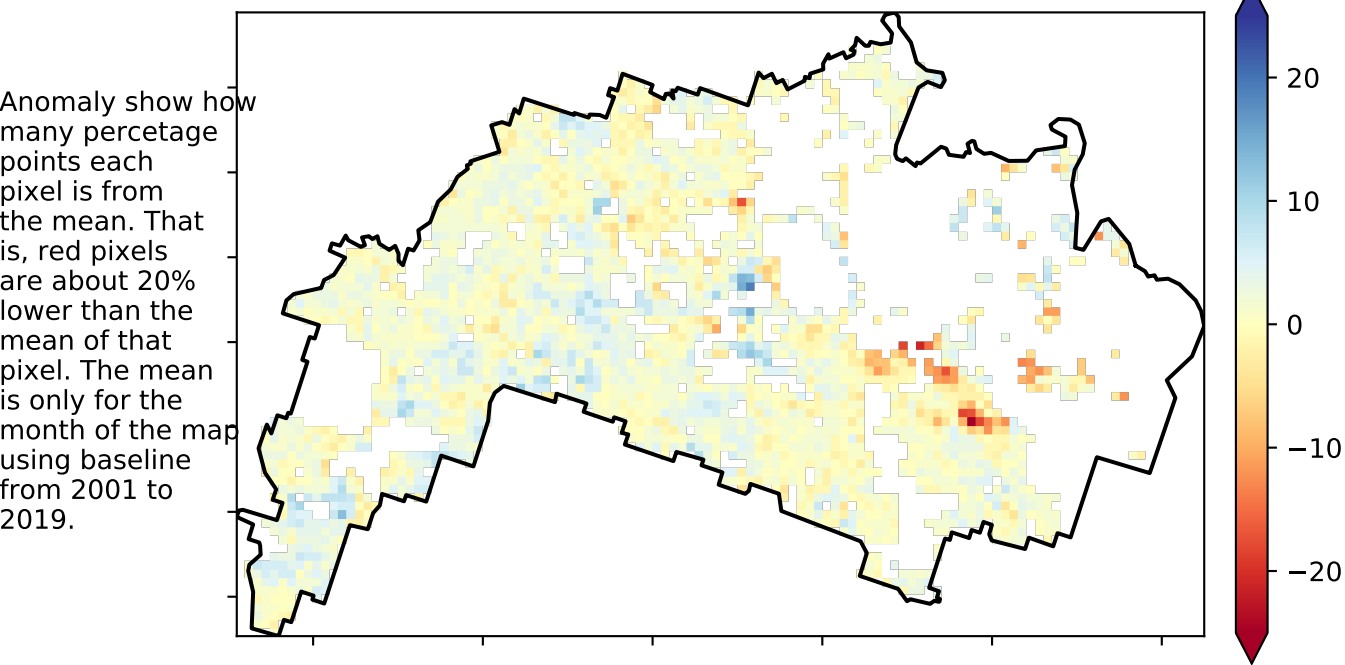 Anomaly show how
many percetage
points each
pixel is from
the mean. That
is, red pixels
are about 20%
lower than the
mean of that
pixel. The mean
is only for the
month of the map
using baseline
from 2001 to
2019.
20
10
0
−10
−20